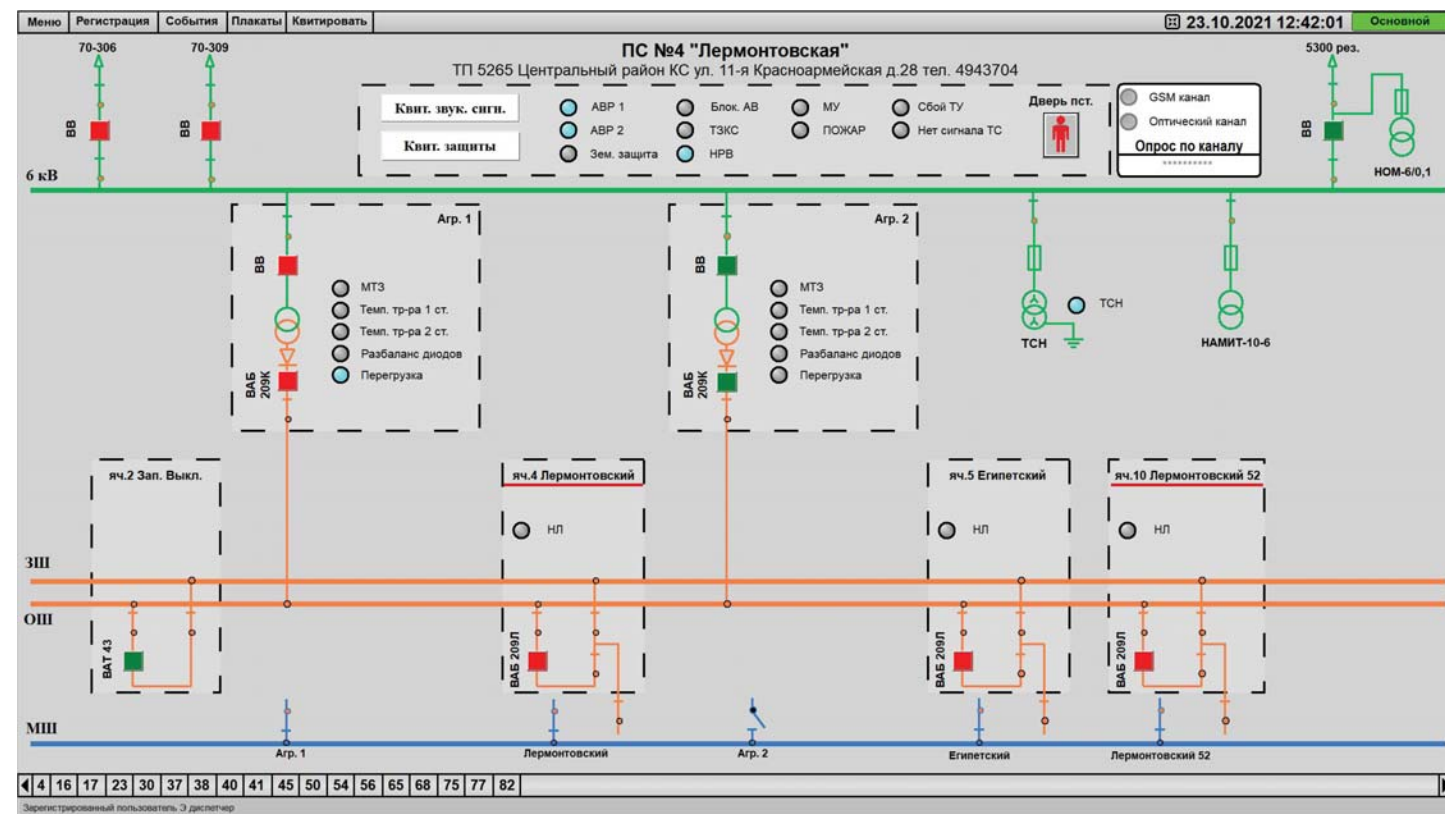 Меню Регистрация События Плакаты Квитировать 23.10.2021 12:42:01 Основной
70-306 70-309 ПС №4 "Лермонтовская" 5300 рез.
ТП 5265 Центральный район КС ул. 11-я Красноармейская д.28 тел. 4943704
Квит. звук. сигн. АВР 1 Блок. АВ МУ Сбой ТУ Дверь пст. GSM канал
ВВ ВВ АВР 2 ТЗКС ПОЖАР Нет сигнала ТС Оптический канал ВВ
Квит. защиты Зем. защита НРВ Опрос по каналу
**********
6 кВ НОМ-6/0,1
Агр. 1 Агр. 2
ВВ ВВ
МТЗ МТЗ
Темп. тр-ра 1 ст. Темп. тр-ра 1 ст. ТСН
Темп. тр-ра 2 ст. Темп. тр-ра 2 ст. ТСН НАМИТ-10-6
Разбаланс диодов Разбаланс диодов
ВАБ 209К Перегрузка ВАБ 209К Перегрузка
яч.2 Зап. Выкл. яч.4 Лермонтовский яч.5 Египетский яч.10 Лермонтовский 52
НЛ НЛ НЛ
ЗШ
ОШ
ВАТ 43 ВАБ 209Л ВАБ 209Л ВАБ 209Л
МШ
Агр. 1 Лермонтовский Агр. 2 Египетский Лермонтовский 52
4 16 17 23 30 37 38 40 41 45 50 54 56 65 68 75 77 82
Зарегистрированный пользователь Э диспетчер